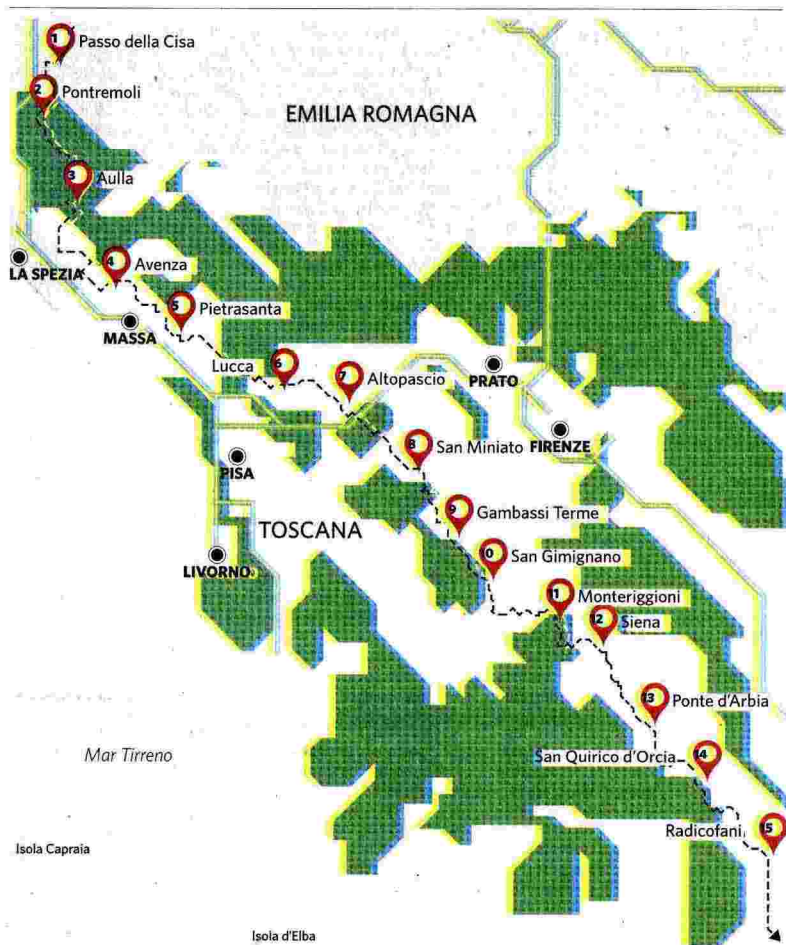 1 Passo della Cisa
2 Pontremoli
EMILIA ROMAGNA
3 Aulla
LA SPEZIA
4 Avenza
5 Pietrasanta
MASSA
Lucca 6
7 Altopascio
PRATO
8 San Miniato
FIRENZE
PISA
9 Gambassi Terme
TOSCANA
10 San Gimignano
LIVORNO
11 Monteriggioni
12 Siena
13 Ponte d'Arbia
Mar Tirreno
San Quirico d'Orcia 14
Radicofani 15
Isola Capraia
Isola d'Elba